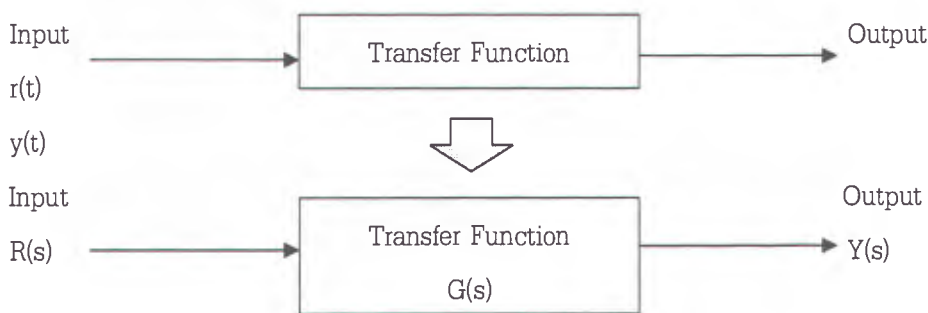 Input
Transfer Function
Output
r(t)
y(t)
Input
Output
Transfer Function
R(s)
Y(s)
G(s)